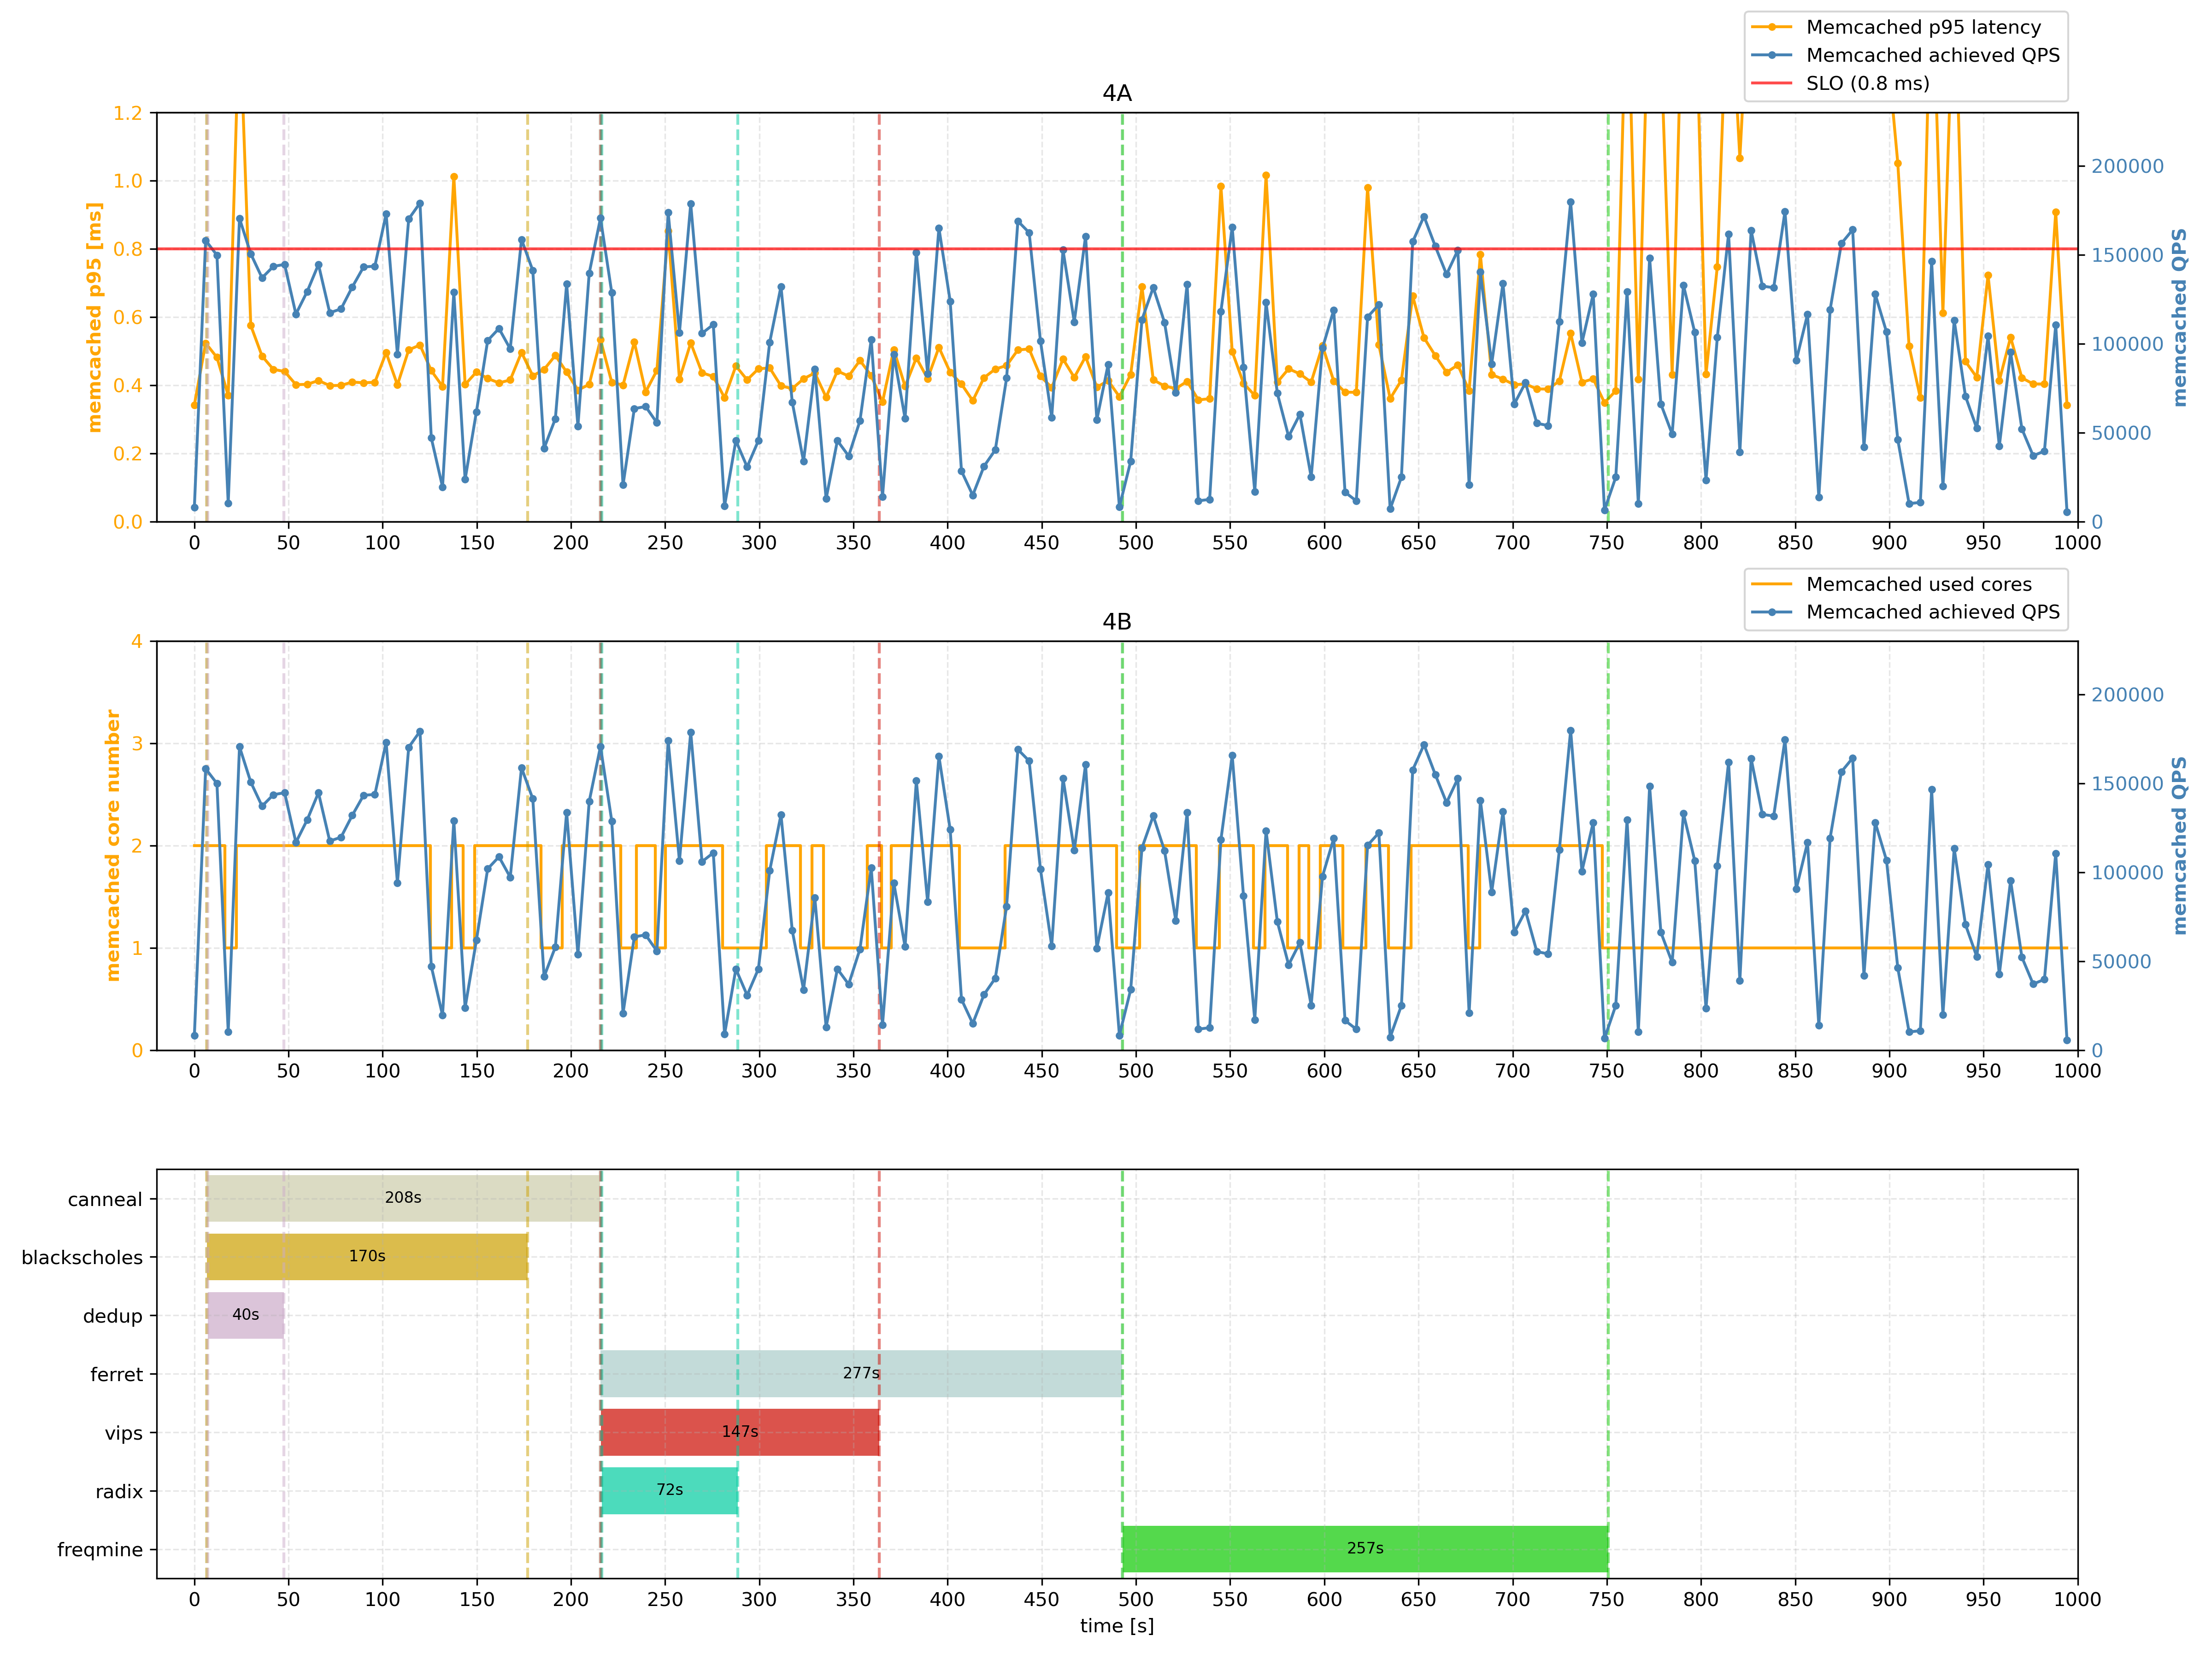 Memcached p95 latency
Memcached achieved QPS
SLO (0.8 ms)
4A
memcached p95 [ms]
1.2
1.0
0.8
0.6
0.4
0.2
0.0
200000
150000
100000
50000
0
memcached QPS
0 50 100 150 200 250 300 350 400 450 500 550 600 650 700 750 800 850 900 950 1000
Memcached used cores
Memcached achieved QPS
4B
memcached core number
4
3
2
1
0
200000
150000
100000
50000
0
memcached QPS
0 50 100 150 200 250 300 350 400 450 500 550 600 650 700 750 800 850 900 950 1000
canneal 208s
blackscholes 170s
dedup 40s
ferret 277s
vips 147s
radix 72s
freqmine 257s
0 50 100 150 200 250 300 350 400 450 500 550 600 650 700 750 800 850 900 950 1000
time [s]